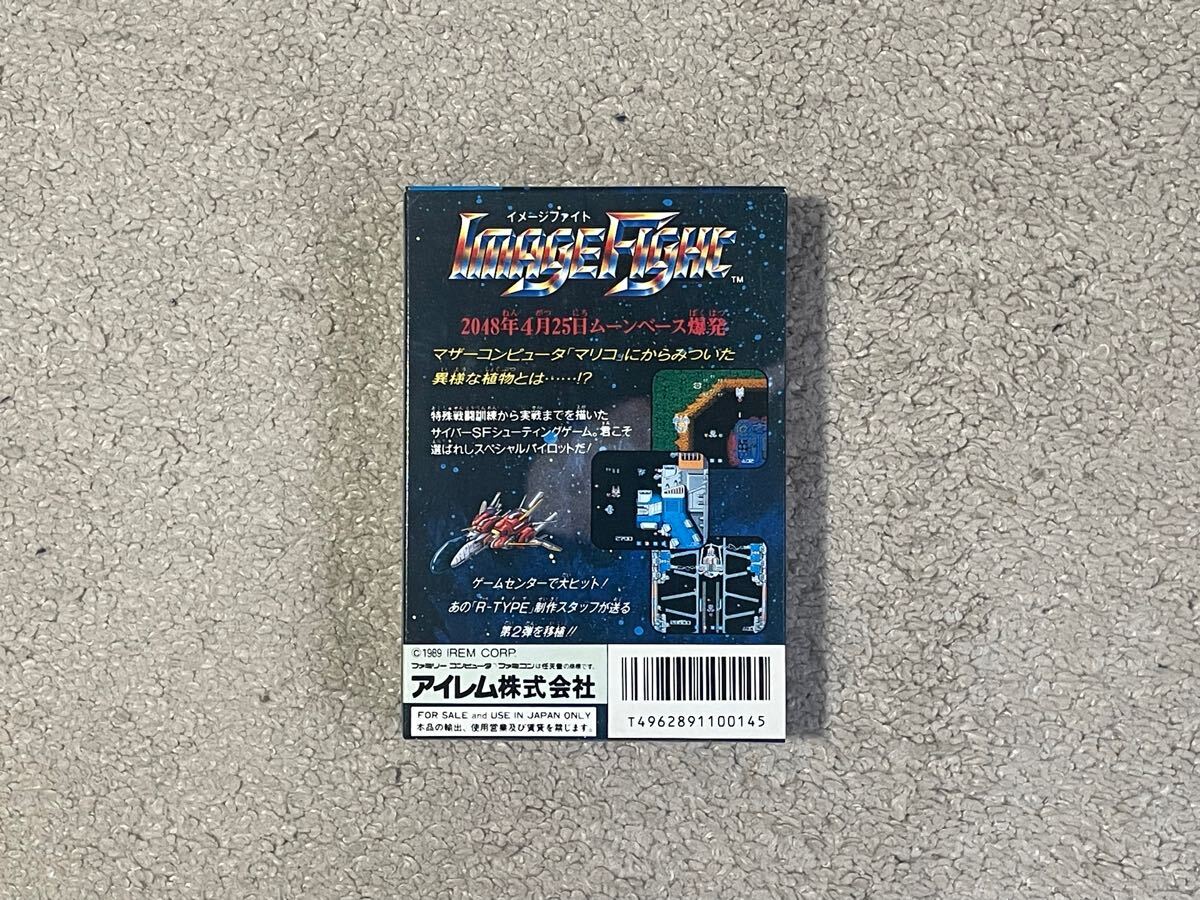 イメージファイト
IMAGE FIGHT™
2048年4月25日ムーンベース爆発
マザーコンピュータ「マリコ」にからみついた
異様な植物とは……!?
特殊戦闘訓練から実戦までを描いた
サイバーSFシューティングゲーム。君こそ
選ばれしスペシャルパイロットだ!
ゲームセンターで大ヒット!
あの「R-TYPE」制作スタッフが送る
第2弾を移植!!
©1989 IREM CORP.
ファミリーコンピュータ・ファミコンは任天堂の商標です。
アイレム株式会社
FOR SALE and USE IN JAPAN ONLY
本品の輸出、使用営業及び賃貸を禁じます。
T4962891100145